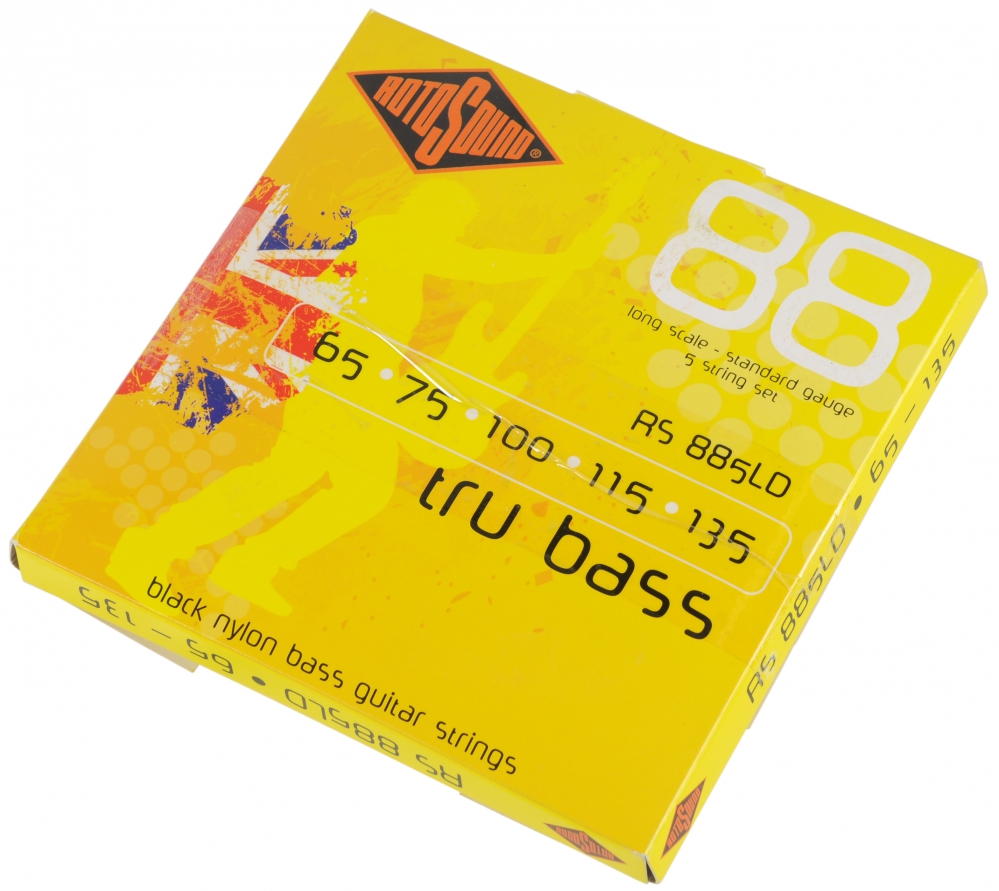 ROTOSOUND®
88
long scale - standard gauge
5 string set
RS 885LD
65 • 75 • 100 • 115 • 135
tru bass
black nylon bass guitar strings
RS 885LD • 65 - 135
RS 885LD • 65 - 135
ROTOSOUND
ROTOSOUND